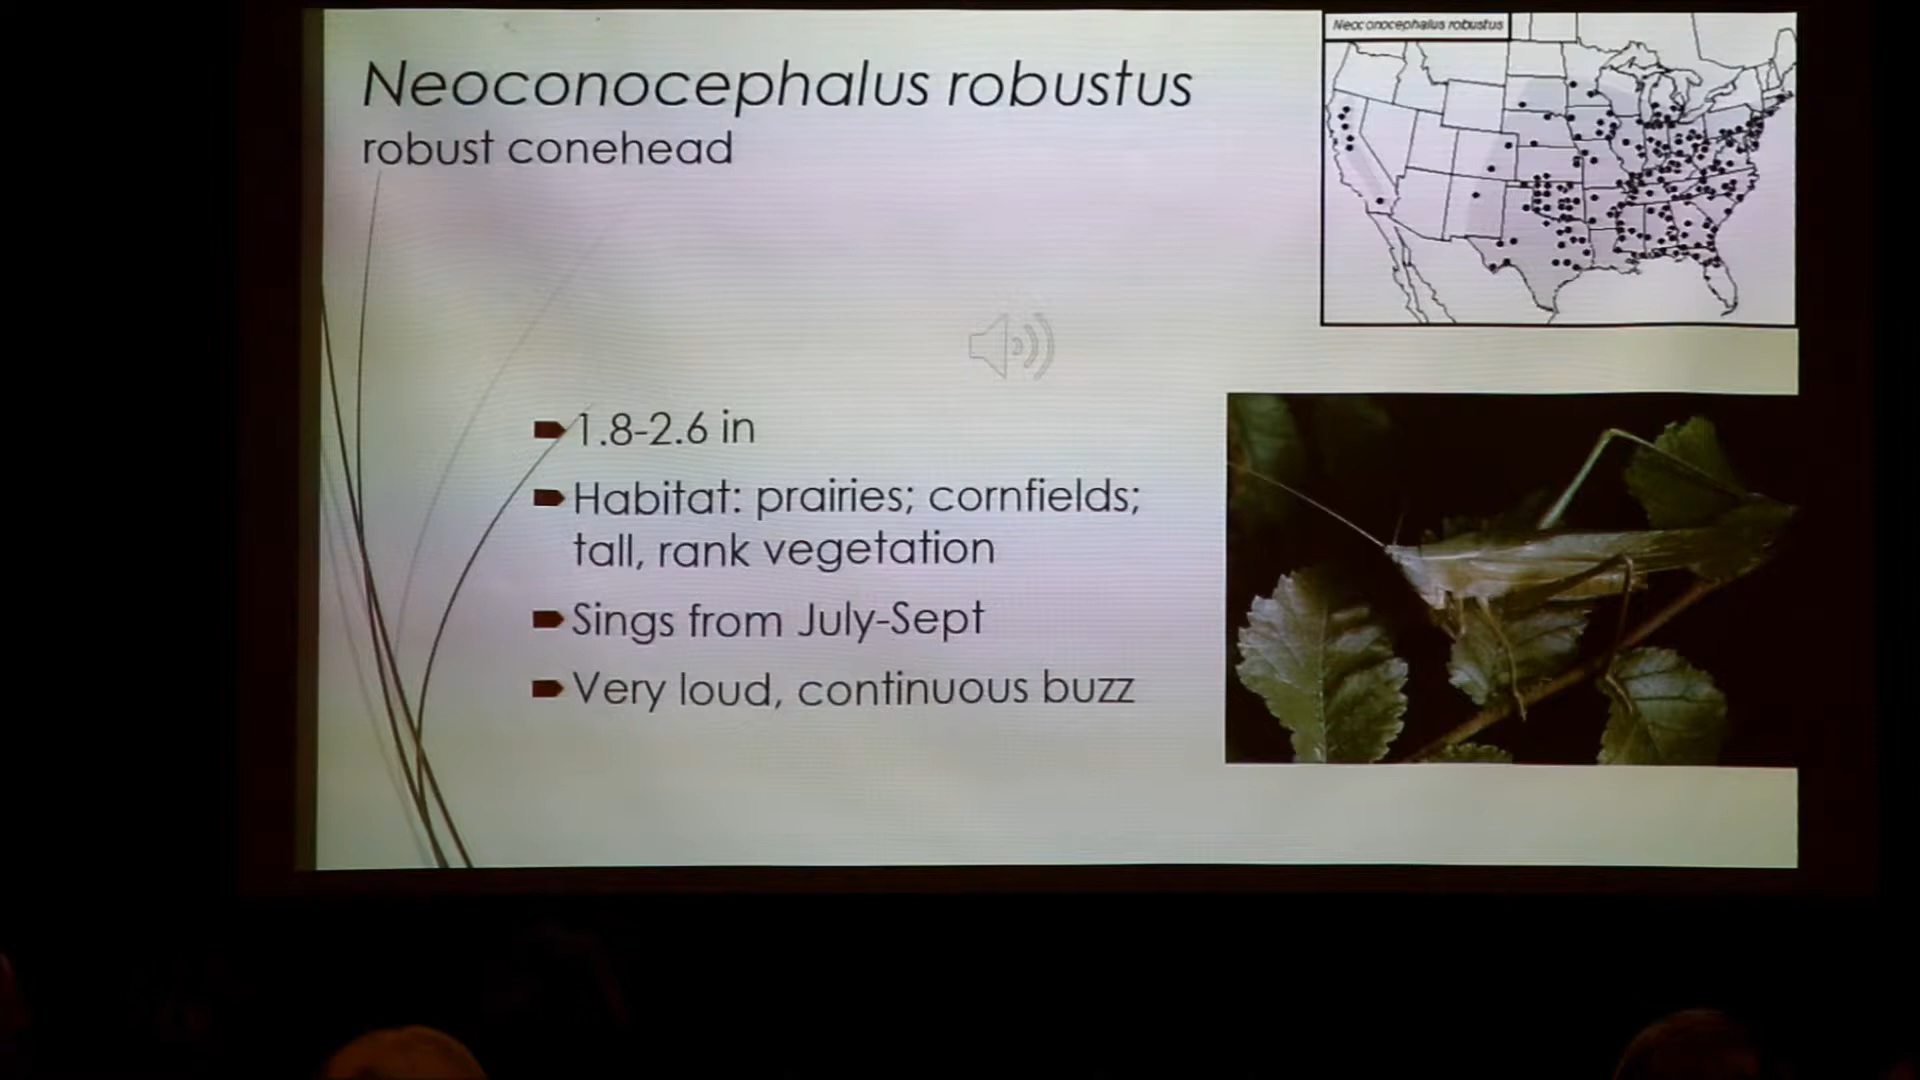 Neoconocephalus robustus
robust conehead
Neoconocephalus robustus
1.8-2.6 in
Habitat: prairies; cornfields;
tall, rank vegetation
Sings from July-Sept
Very loud, continuous buzz